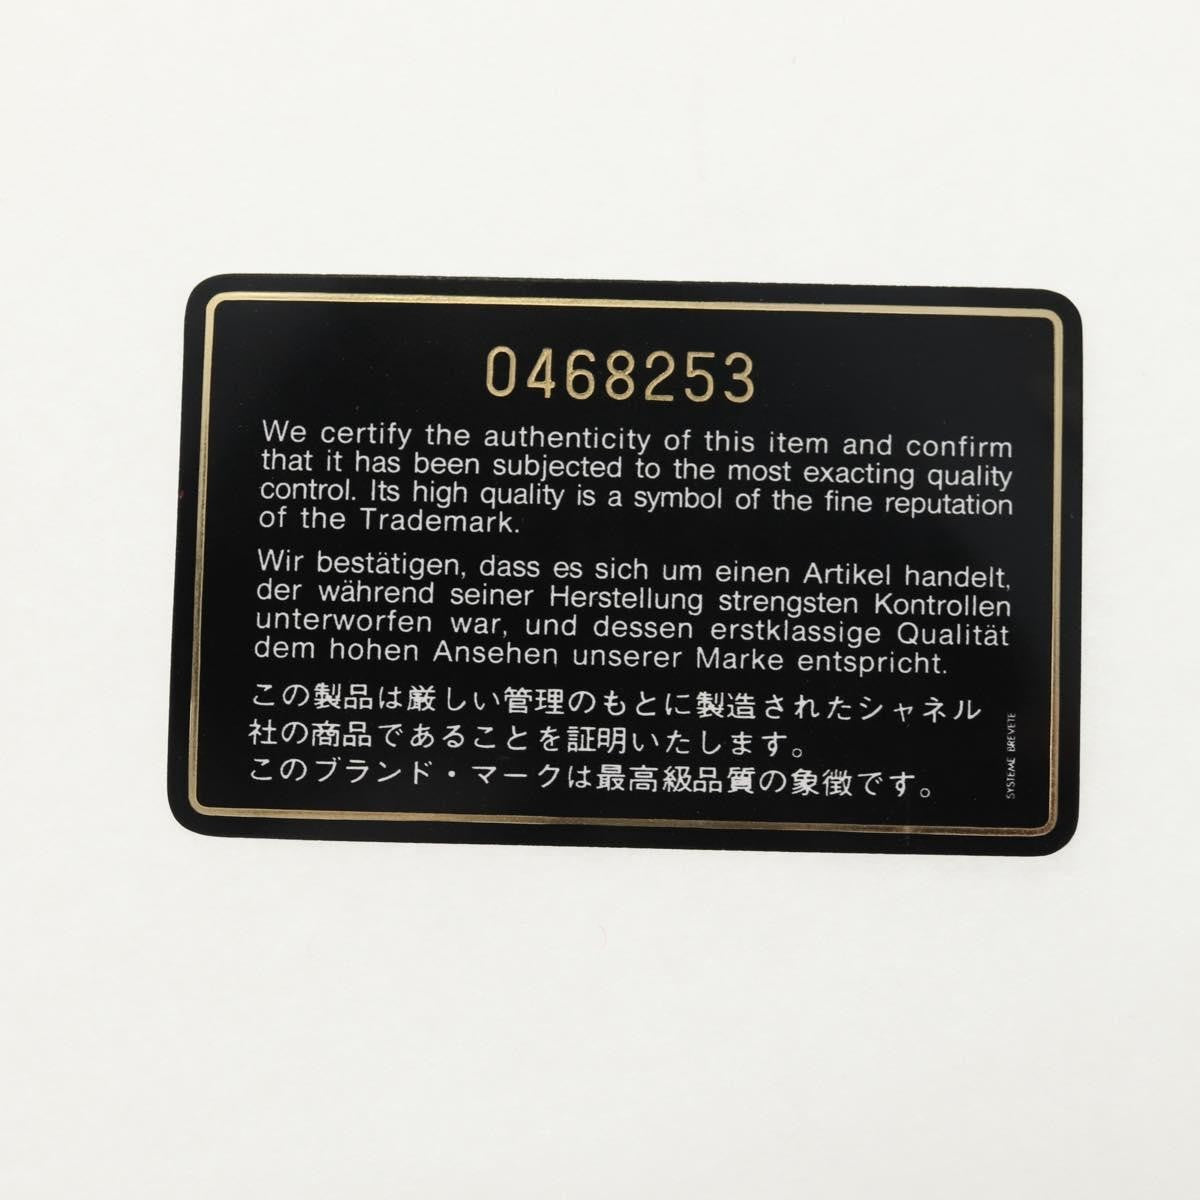 0468253
We certify the authenticity of this item and confirm
that it has been subjected to the most exacting quality
control. Its high quality is a symbol of the fine reputation
of the Trademark.
Wir bestätigen, dass es sich um einen Artikel handelt,
der während seiner Herstellung strengsten Kontrollen
unterworfen war, und dessen erstklassige Qualität
dem hohen Ansehen unserer Marke entspricht.
この製品は厳しい管理のもとに製造されたシャネル
社の商品であることを証明いたします。
このブランド・マークは最高級品質の象徴です。
SYSTEME BREVETE